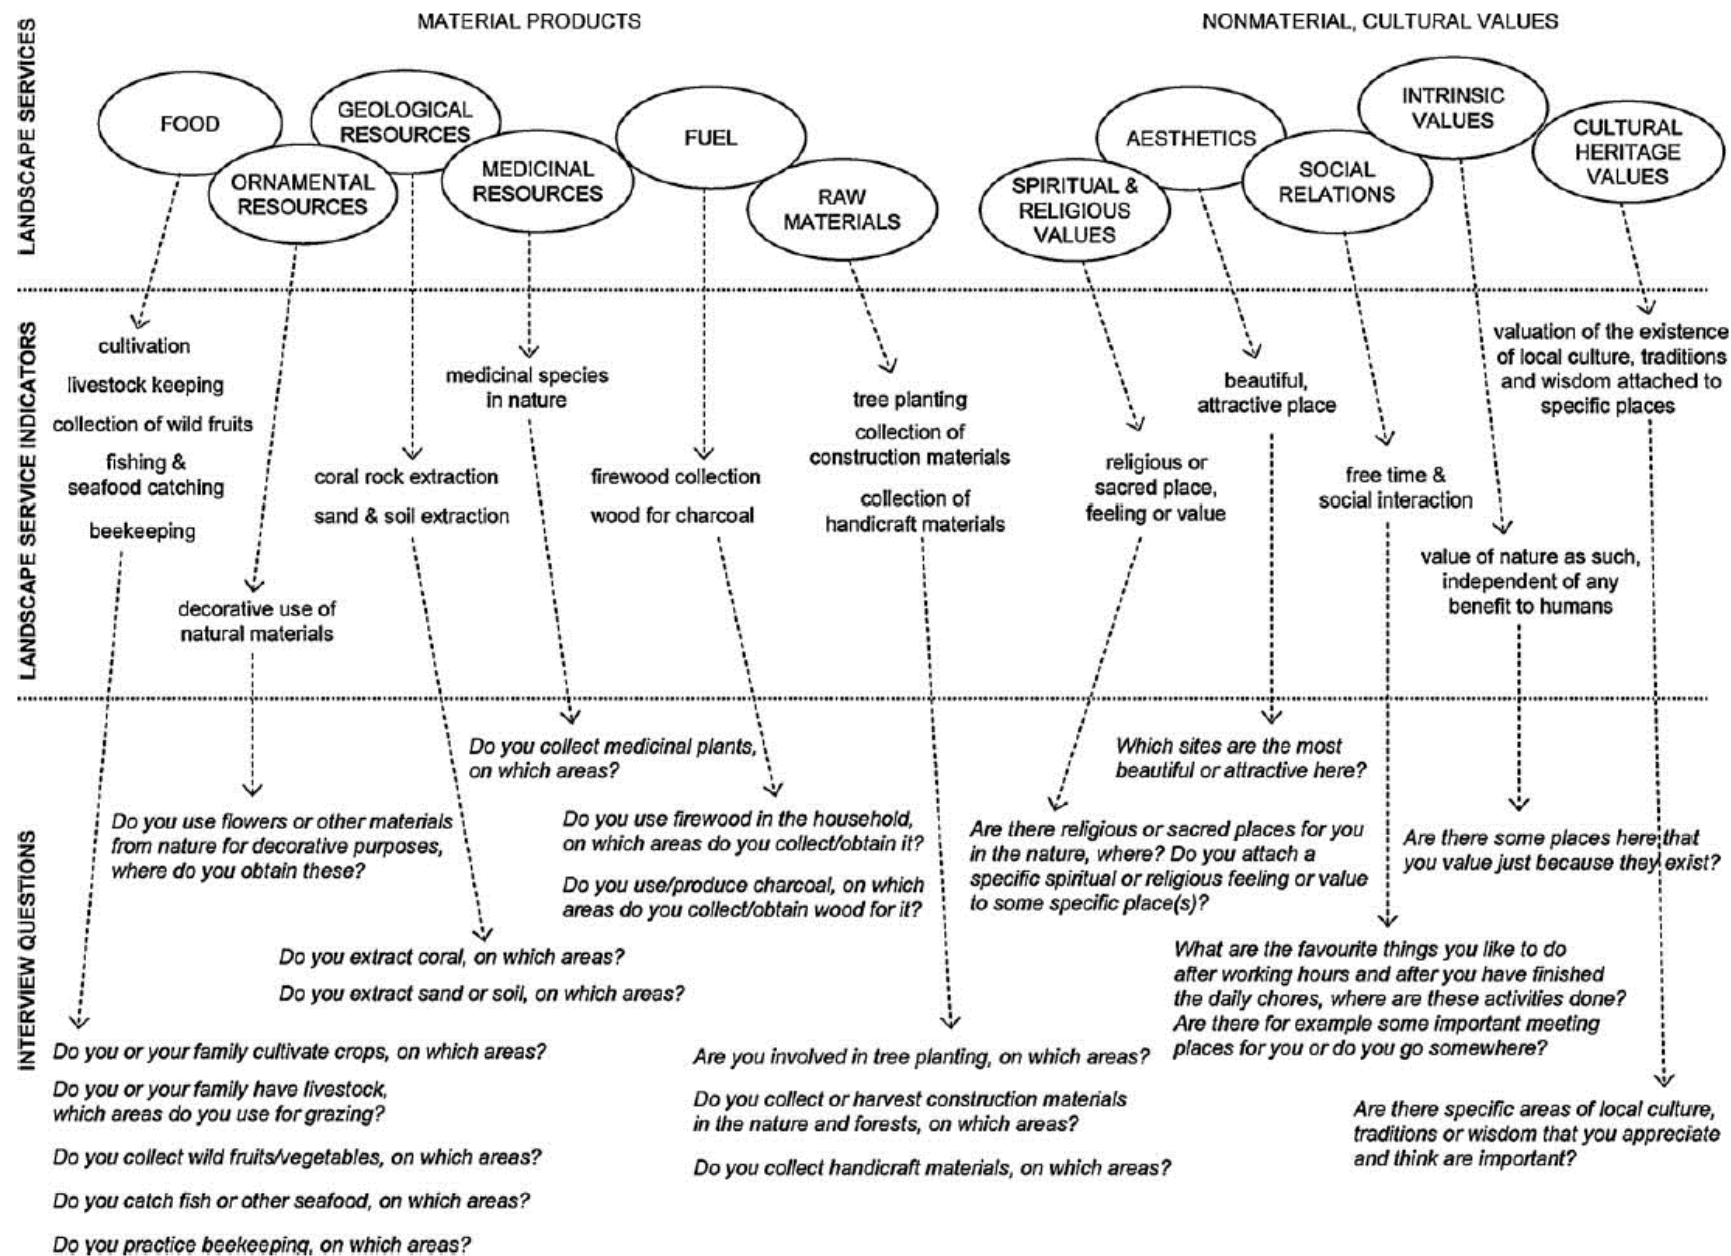 MATERIAL PRODUCTS
NONMATERIAL, CULTURAL VALUES
LANDSCAPE SERVICES
FOOD
ORNAMENTAL
RESOURCES
GEOLOGICAL
RESOURCES
MEDICINAL
RESOURCES
FUEL
RAW
MATERIALS
SPIRITUAL &
RELIGIOUS
VALUES
AESTHETICS
SOCIAL
RELATIONS
INTRINSIC
VALUES
CULTURAL
HERITAGE
VALUES
LANDSCAPE SERVICE INDICATORS
cultivation
livestock keeping
collection of wild fruits
fishing &
seafood catching
beekeeping
decorative use of
natural materials
coral rock extraction
sand & soil extraction
medicinal species
in nature
firewood collection
wood for charcoal
tree planting
collection of
construction materials
collection of
handicraft materials
religious or
sacred place,
feeling or value
beautiful,
attractive place
free time &
social interaction
value of nature as such,
independent of any
benefit to humans
valuation of the existence
of local culture, traditions
and wisdom attached to
specific places
INTERVIEW QUESTIONS
Do you or your family cultivate crops, on which areas?
Do you or your family have livestock,
which areas do you use for grazing?
Do you collect wild fruits/vegetables, on which areas?
Do you catch fish or other seafood, on which areas?
Do you practice beekeeping, on which areas?
Do you use flowers or other materials
from nature for decorative purposes,
where do you obtain these?
Do you extract coral, on which areas?
Do you extract sand or soil, on which areas?
Do you collect medicinal plants,
on which areas?
Do you use firewood in the household,
on which areas do you collect/obtain it?
Do you use/produce charcoal, on which
areas do you collect/obtain wood for it?
Are you involved in tree planting, on which areas?
Do you collect or harvest construction materials
in the nature and forests, on which areas?
Do you collect handicraft materials, on which areas?
Are there religious or sacred places for you
in the nature, where? Do you attach a
specific spiritual or religious feeling or value
to some specific place(s)?
Which sites are the most
beautiful or attractive here?
What are the favourite things you like to do
after working hours and after you have finished
the daily chores, where are these activities done?
Are there for example some important meeting
places for you or do you go somewhere?
Are there some places here that
you value just because they exist?
Are there specific areas of local culture,
traditions or wisdom that you appreciate
and think are important?